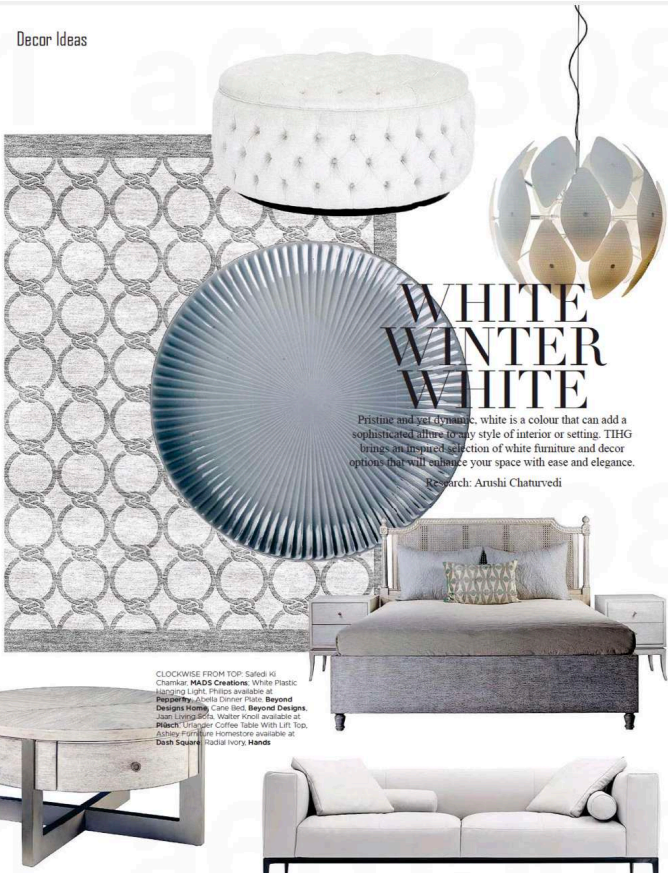 Decor Ideas
WHITE
WINTER
WHITE
Pristine and yet dynamic, white is a colour that can add a
sophisticated allure to any style of interior or setting. TIHG
brings an inspired selection of white furniture and decor
options that will enhance your space with ease and elegance.
Research: Arushi Chaturvedi
CLOCKWISE FROM TOP: Safedi Ki
Chamkar, MADS Creations; White Plastic
Hanging Light, Philips available at
Pepperfry; Abella Dinner Plate, Beyond
Designs Home; Cane Bed, Beyond Designs,
Jaan Living Sofa, Walter Knoll available at
Plüsch; Urlander Coffee Table With Lift Top,
Ashley Furniture Homestore available at
Dash Square; Radial Ivory, Hands